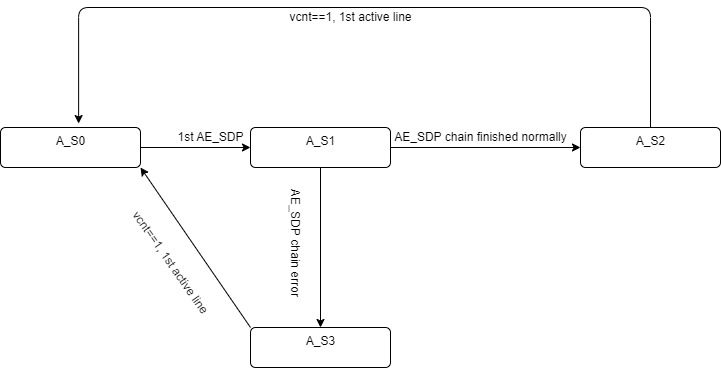 vcnt==1, 1st active line
A_S0
1st AE_SDP
A_S1
AE_SDP chain finished normally
A_S2
AE_SDP chain error
vcnt==1, 1st active line
A_S3